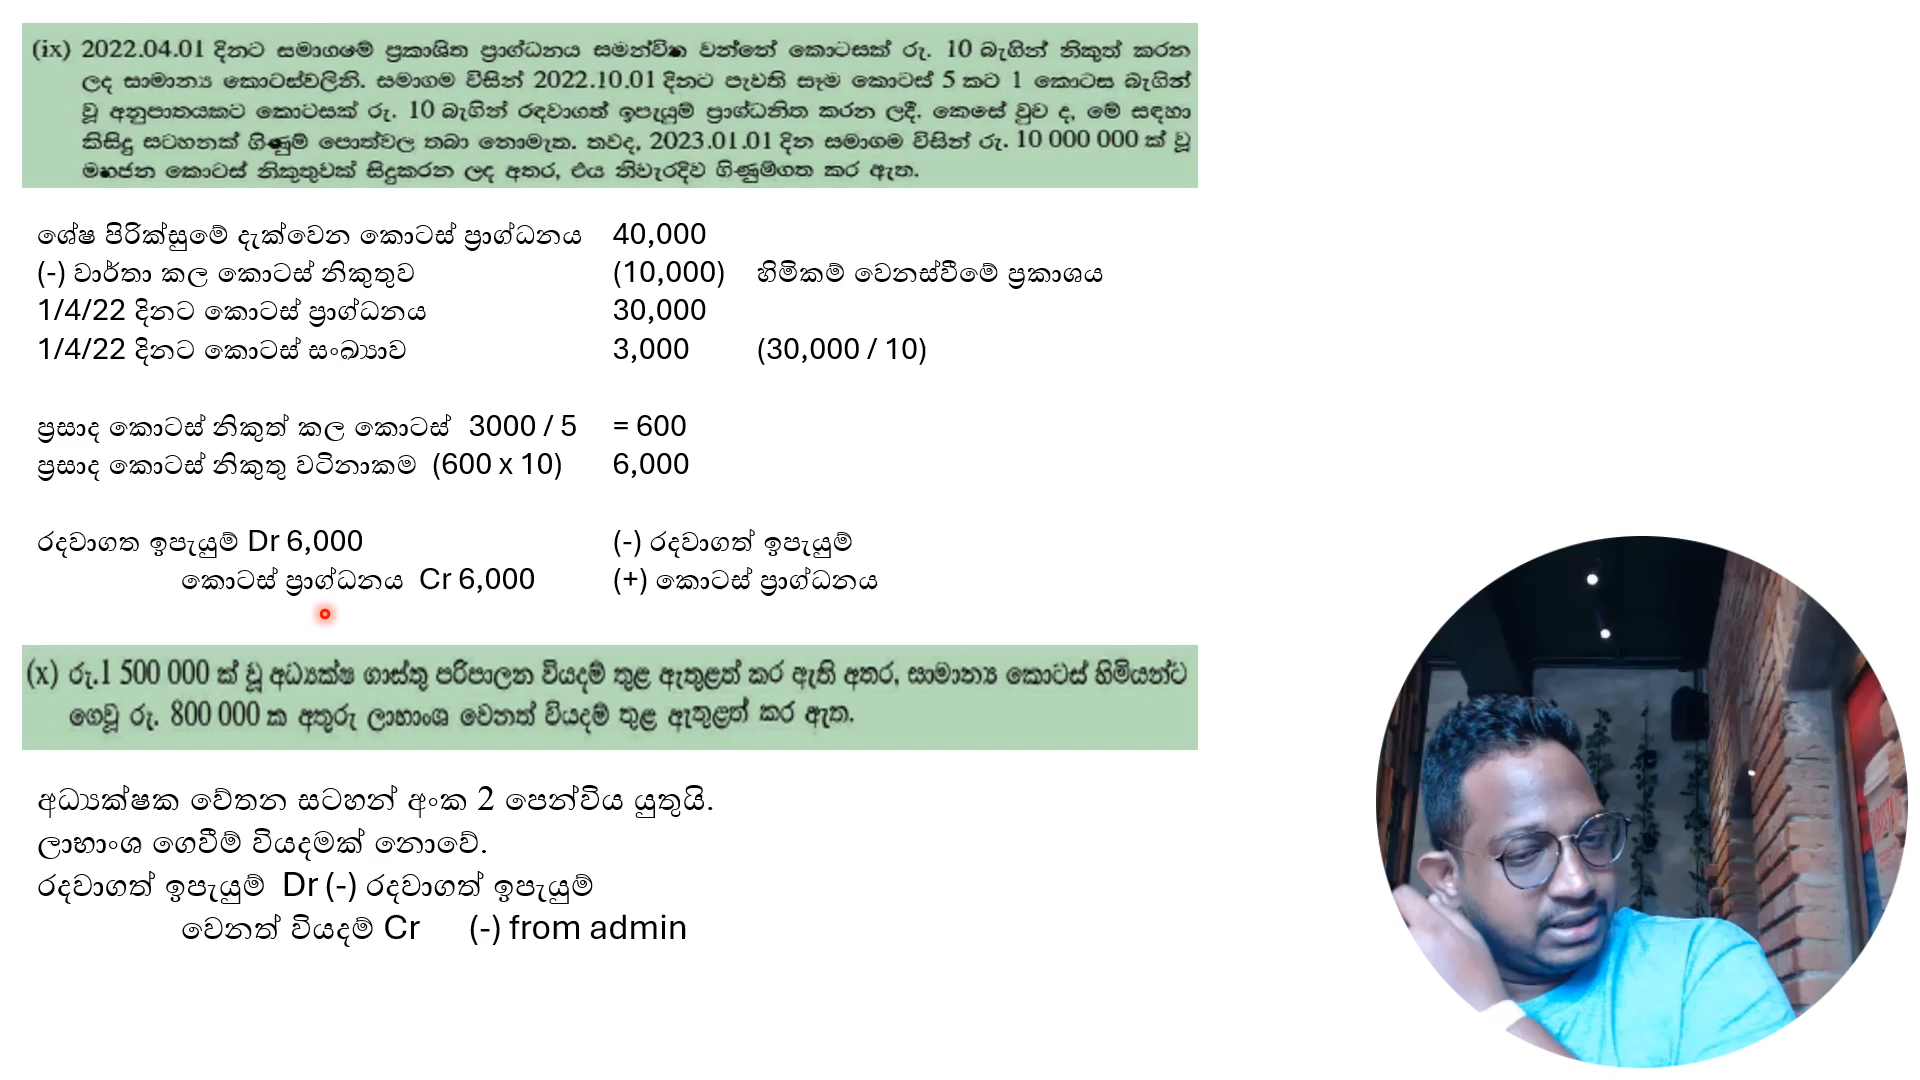 (ix) 2022.04.01 දිනට සමාගමේ ප්‍රකාශිත ප්‍රාග්ධනය සමන්විත වන්නේ කොටසක් රු. 10 බැගින් නිකුත් කරන
ලද සාමාන්‍ය කොටස්වලිනි. සමාගම විසින් 2022.10.01 දිනට පැවති සෑම කොටස් 5 කට 1 කොටස බැගින්
වූ අනුපාතයකට කොටසක් රු. 10 බැගින් රඳවාගත් ඉපැයුම් ප්‍රාග්ධනිත කරන ලදී. කෙසේ වුව ද, මේ සඳහා
කිසිදු සටහනක් ගිණුම් පොත්වල තබා නොමැත. තවද, 2023.01.01 දින සමාගම විසින් රු. 10 000 000 ක් වූ
මහජන කොටස් නිකුතුවක් සිදුකරන ලද අතර, එය නිවැරදිව ගිණුම්ගත කර ඇත.
ශේෂ පිරික්සුමේ දැක්වෙන කොටස් ප්‍රාග්ධනය 40,000
(-) වාර්තා කල කොටස් නිකුතුව (10,000) හිමිකම් වෙනස්වීමේ ප්‍රකාශය
1/4/22 දිනට කොටස් ප්‍රාග්ධනය 30,000
1/4/22 දිනට කොටස් සංඛ්‍යාව 3,000 (30,000 / 10)
ප්‍රසාද කොටස් නිකුත් කල කොටස් 3000 / 5 = 600
ප්‍රසාද කොටස් නිකුතු වටිනාකම (600 x 10) 6,000
රදවාගත ඉපැයුම් Dr 6,000 (-) රදවාගත් ඉපැයුම්
කොටස් ප්‍රාග්ධනය Cr 6,000 (+) කොටස් ප්‍රාග්ධනය
(x) රු.1 500 000 ක් වූ අධ්‍යක්ෂ ගාස්තු පරිපාලන වියදම් තුළ ඇතුළත් කර ඇති අතර, සාමාන්‍ය කොටස් හිමියන්ට
ගෙවූ රු. 800 000 ක අතුරු ලාභාංශ වෙනත් වියදම් තුළ ඇතුළත් කර ඇත.
අධ්‍යක්ෂක වේතන සටහන් අංක 2 පෙන්විය යුතුයි.
ලාභාංශ ගෙවීම් වියදමක් නොවේ.
රදවාගත් ඉපැයුම් Dr (-) රදවාගත් ඉපැයුම්
වෙනත් වියදම් Cr (-) from admin